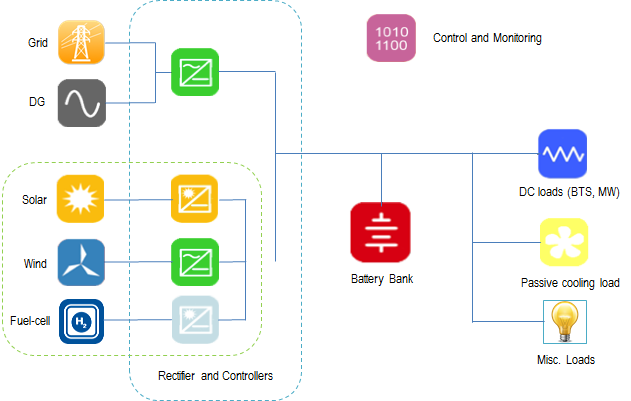 Grid
1010
1100
Control and Monitoring
DG
DC loads (BTS, MW)
Solar
Wind
Battery Bank
Passive cooling load
Fuel-cell
H2
Misc. Loads
Rectifier and Controllers